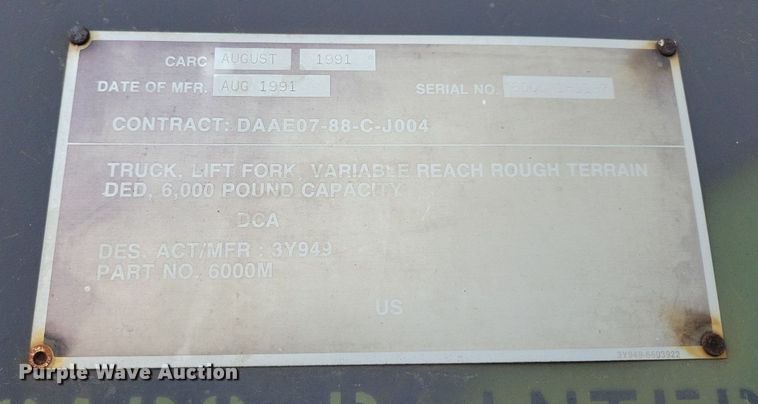 CARC AUGUST 1991
DATE OF MFR. AUG 1991 SERIAL NO.
CONTRACT: DAAE07-88-C-J004
TRUCK, LIFT FORK, VARIABLE REACH ROUGH TERRAIN
DED, 6,000 POUND CAPACITY
DCA
DES. ACT/MFR : 3Y949
PART NO. 6000M
US
3Y949-6603922
Purple Wave Auction